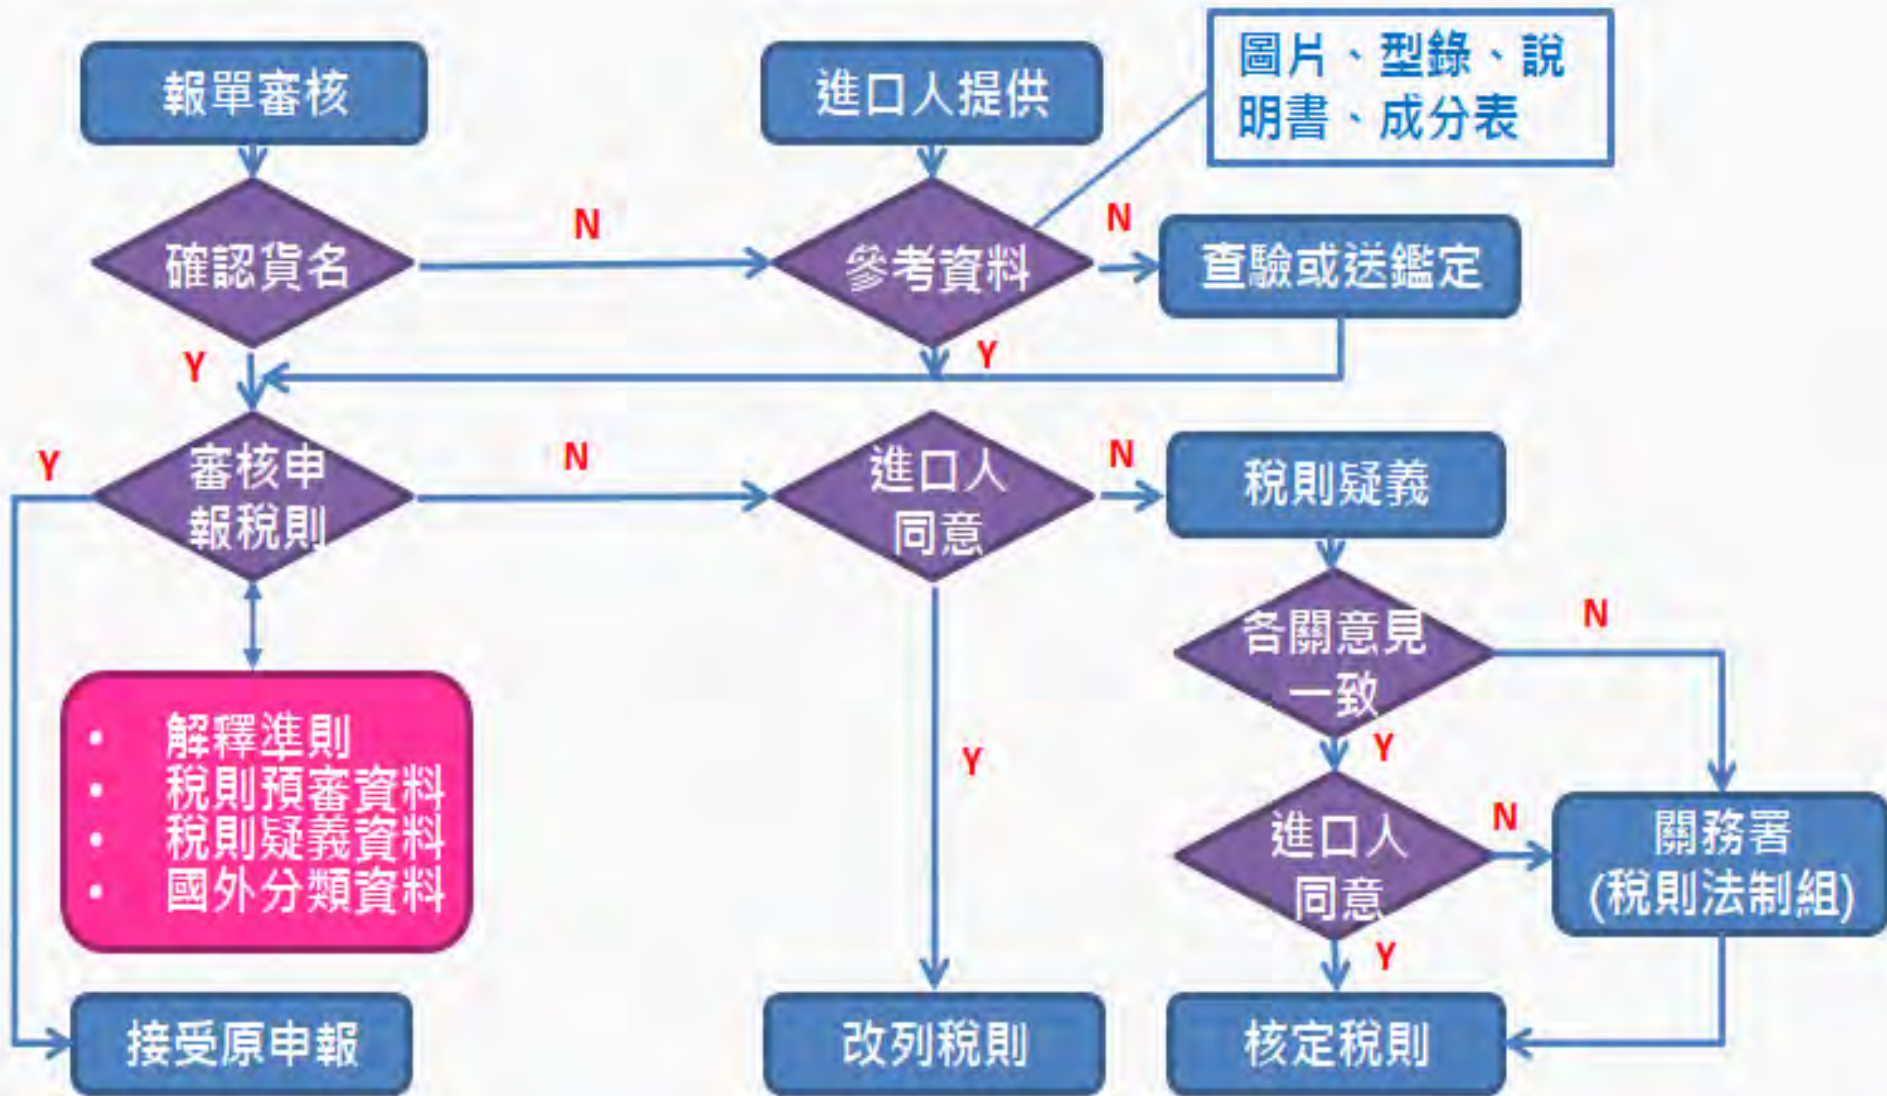 報單審核
進口人提供
圖片、型錄、說
明書、成分表
確認貨名
N
參考資料
N
查驗或送鑑定
Y
Y
Y
審核申
報稅則
N
進口人
同意
N
稅則疑義
各關意見
一致
N
• 解釋準則
• 稅則預審資料
• 稅則疑義資料
• 國外分類資料
Y
Y
進口人
同意
N
關務署
(稅則法制組)
Y
接受原申報
改列稅則
核定稅則